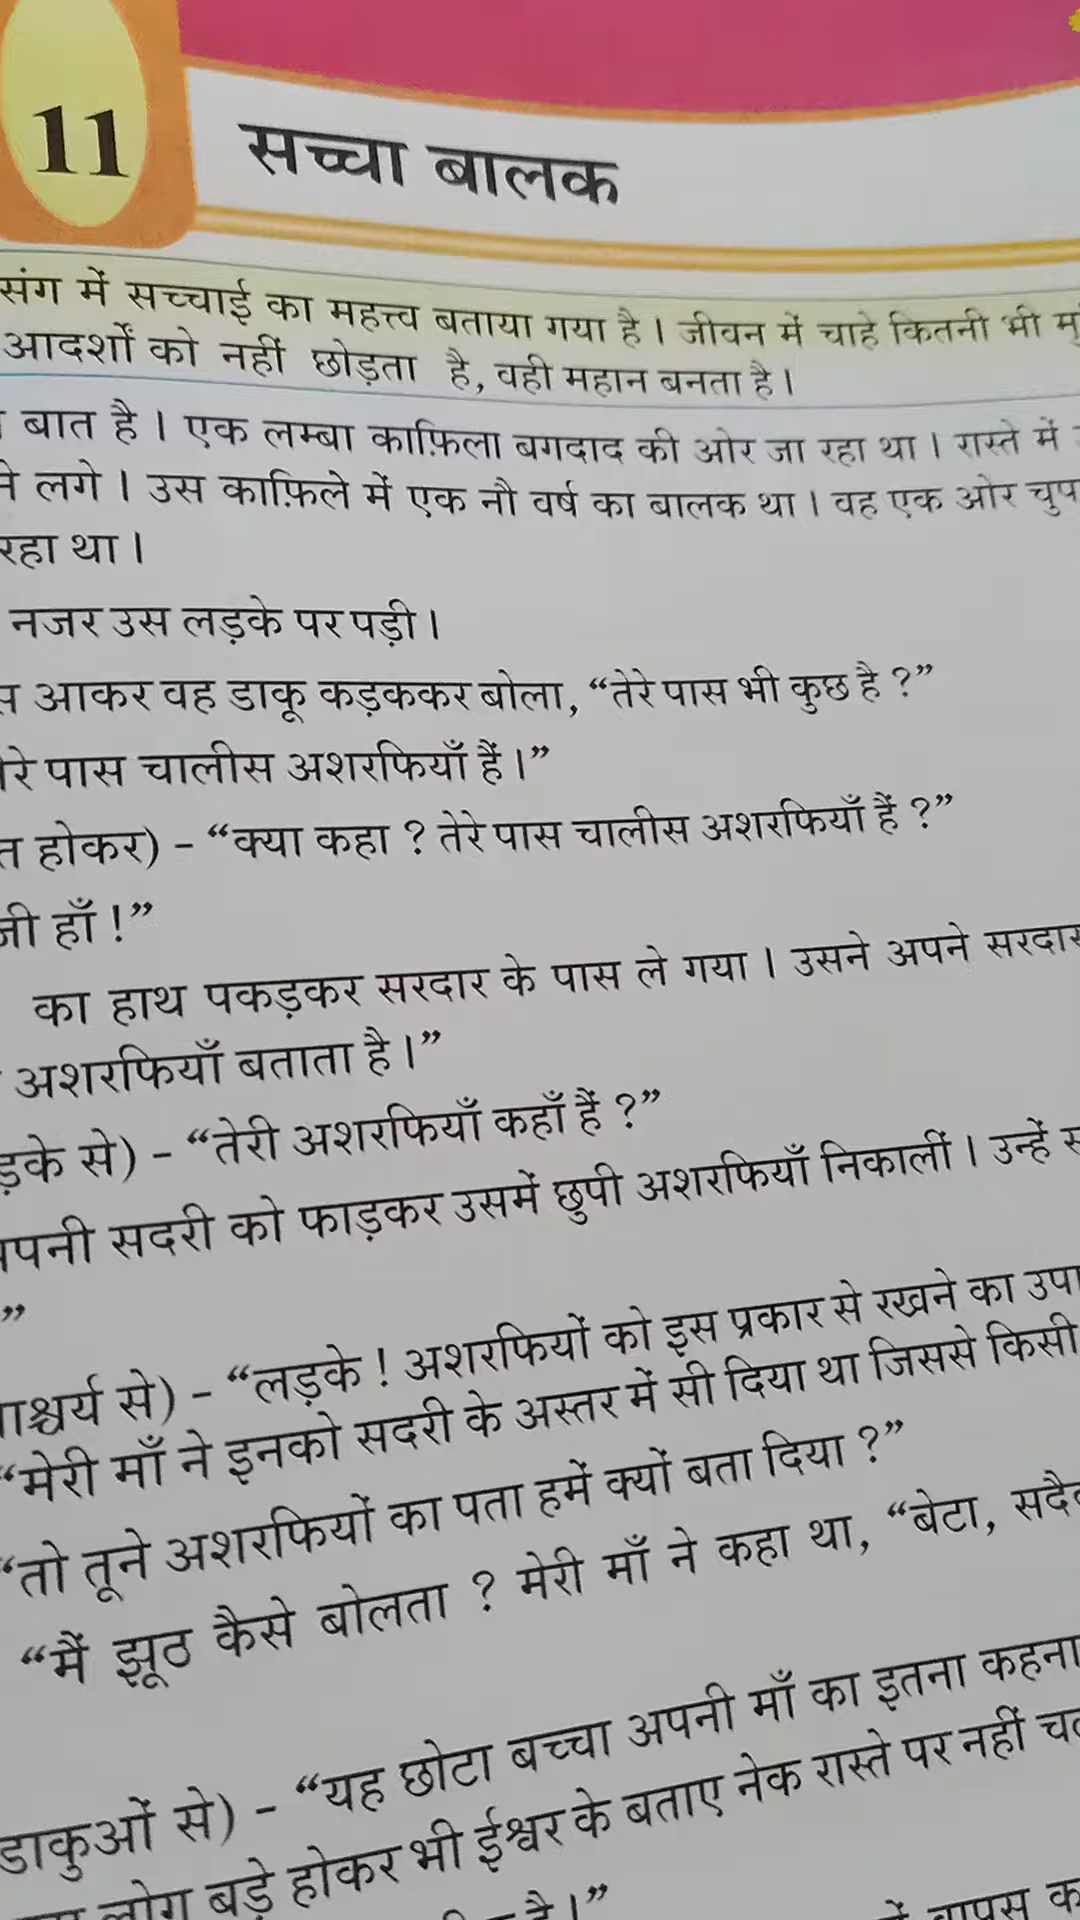 11
सच्चा बालक
में सच्चाई का महत्त्व बताया गया है । जीवन में चाहे कितनी भी
आदर्शों को नहीं छोड़ता है, वही महान बनता है ।
बात है । एक लम्बा काफ़िला बगदाद की ओर जा रहा था । रास्ते में
लगे । उस काफ़िले में एक नौ वर्ष का बालक था । वह एक ओर
रहा था ।
नजर उस लड़के पर पड़ी ।
आकर वह डाकू कड़ककर बोला, “तेरे पास भी कुछ है ?”
पास चालीस अशरफियाँ हैं ।”
होकर) - “क्या कहा ? तेरे पास चालीस अशरफियाँ हैं ?”
हाँ !”
का हाथ पकड़कर सरदार के पास ले गया । उसने अपने सरदार
अशरफियाँ बताता है ।”
से) - “तेरी अशरफियाँ कहाँ हैं ?”
सदरी को फाड़कर उसमें छुपी अशरफियाँ निकालीं । उन्हें
”
से) - “लड़के ! अशरफियों को इस प्रकार से रखने का
“मेरी माँ ने इनको सदरी के अस्तर में सी दिया था जिससे किसी
“तो तूने अशरफियों का पता हमें क्यों बता दिया ?”
“मैं झूठ कैसे बोलता ? मेरी माँ ने कहा था, “बेटा,
डाकुओं से) - “यह छोटा बच्चा अपनी माँ का इतना कहना
लोग बड़े होकर भी ईश्वर के बताए नेक रास्ते पर नहीं
है ।” वापस